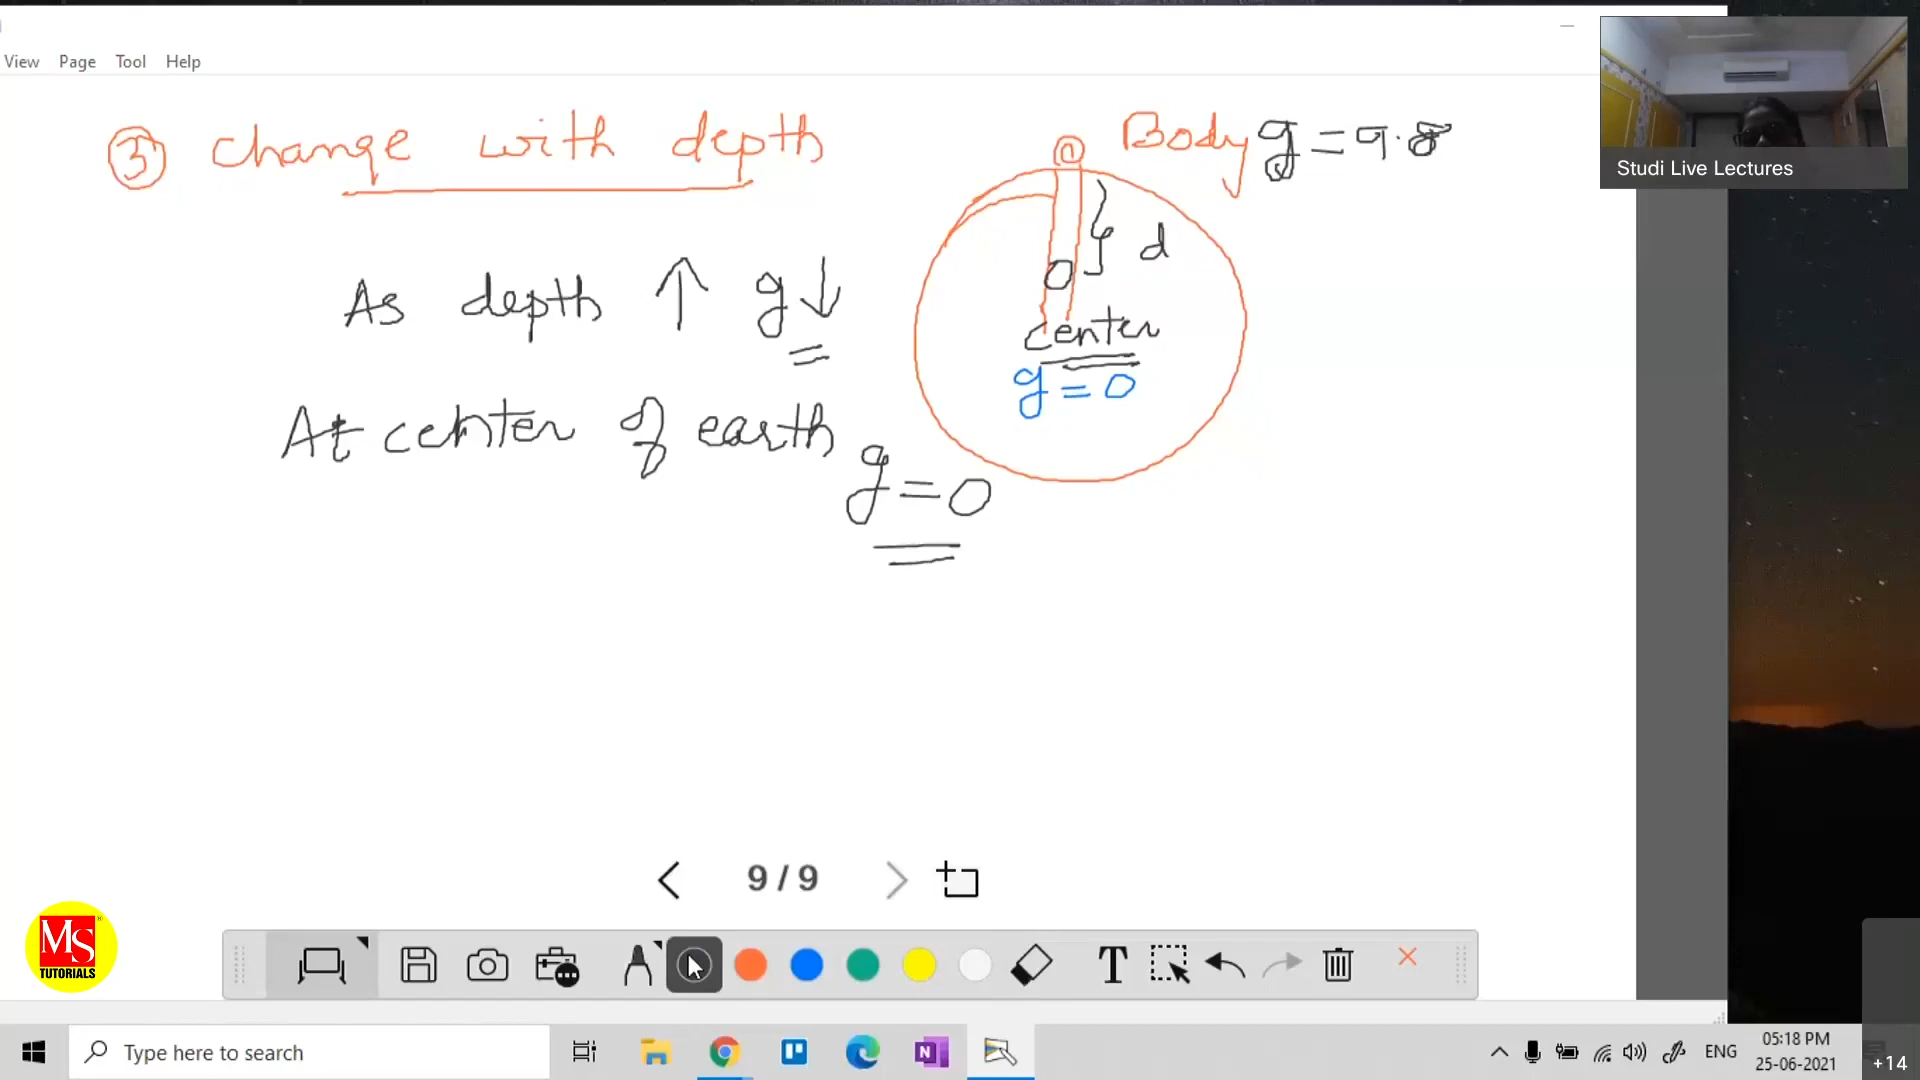 View Page Tool Help
Studi Live Lectures
③ change with depth
Body g = 9.8
d
As depth ↑ g ↓
center
g = 0
At center of earth
g = 0
9 / 9
MS
TUTORIALS
T
Type here to search
N
ENG
05:18 PM
25-06-2021
+14